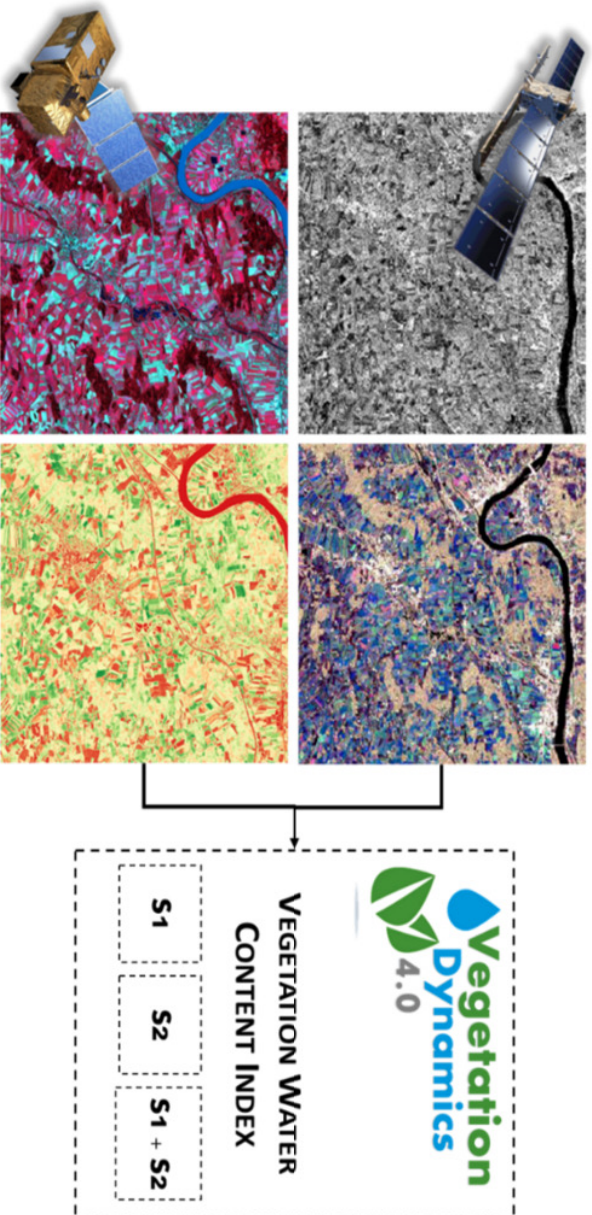 Vegetation
Dynamics
4.0
VEGETATION WATER
CONTENT INDEX
S1
S2
S1 + S2